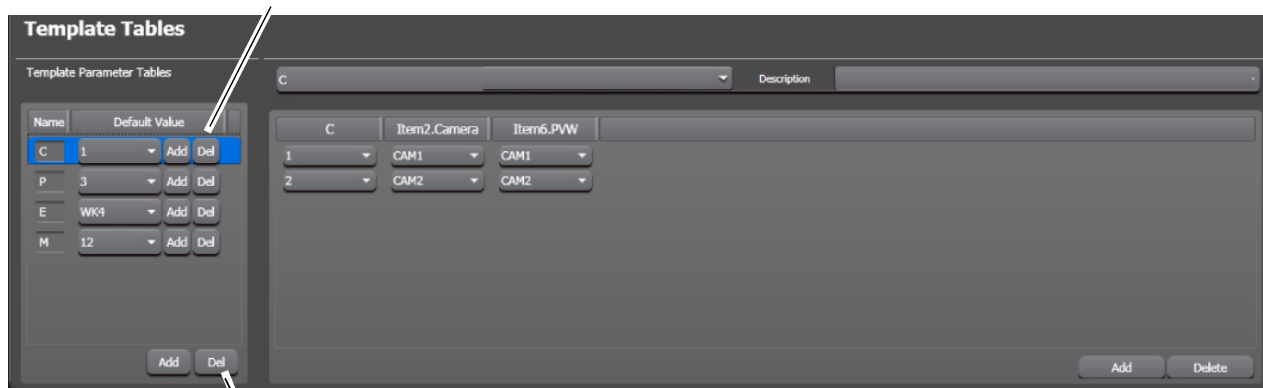 Template Tables
Template Parameter Tables
C Description
Name Default Value
C 1 Add Del
P 3 Add Del
E WK4 Add Del
M 12 Add Del
Add Del
C Item2.Camera Item6.PVW
1 CAM1 CAM1
2 CAM2 CAM2
Add Delete